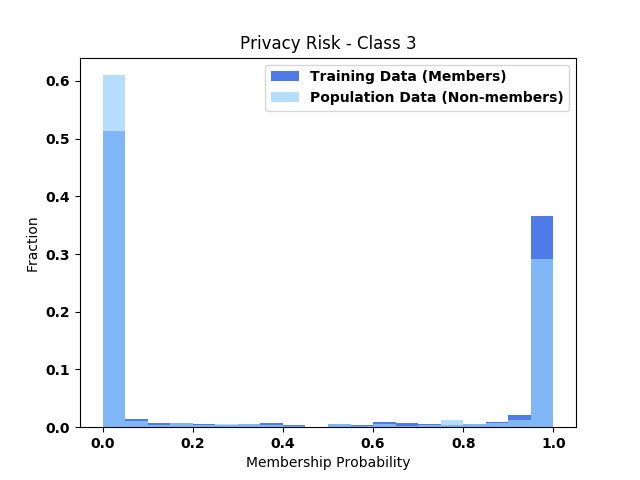 Privacy Risk - Class 3
Training Data (Members)
Population Data (Non-members)
0.6
0.5
0.4
0.3
0.2
0.1
0.0
Fraction
0.0 0.2 0.4 0.6 0.8 1.0
Membership Probability